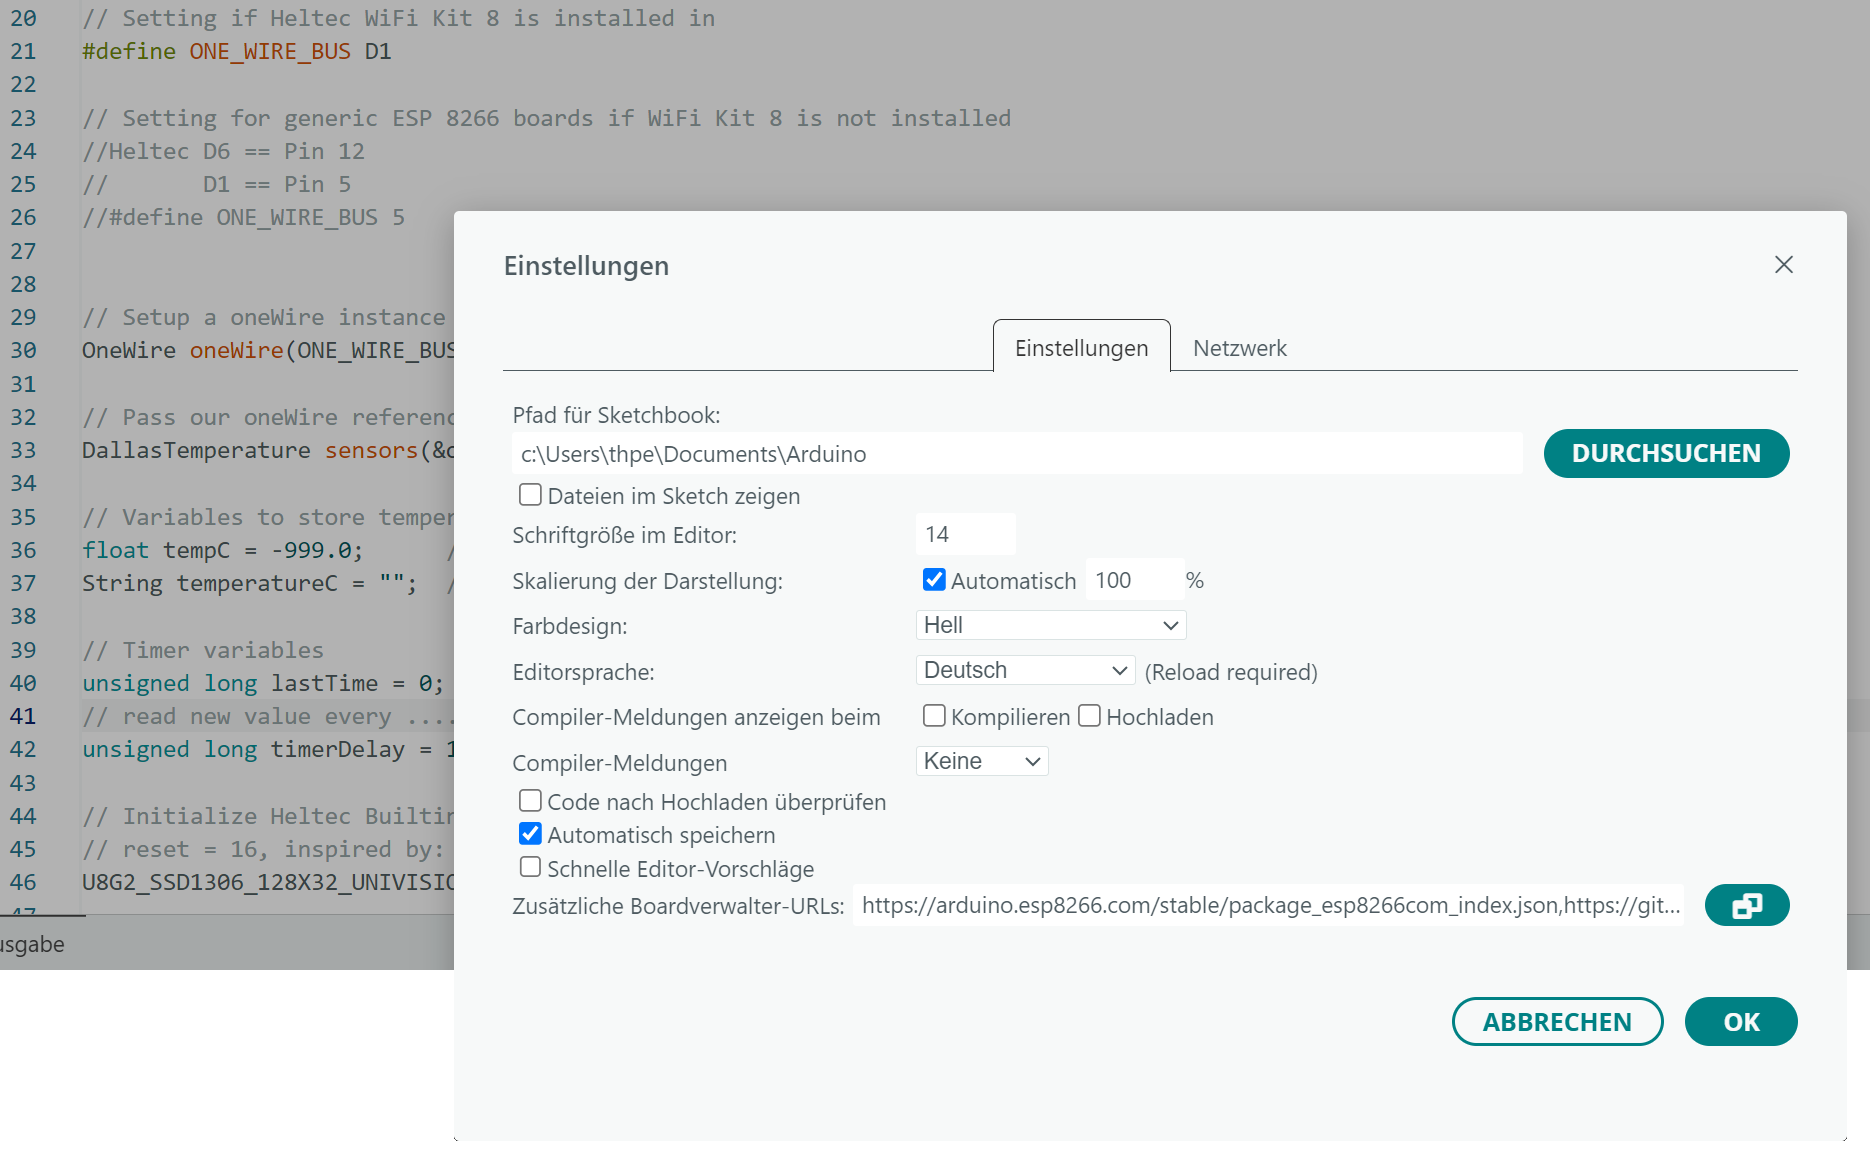 20 // Setting if Heltec WiFi Kit 8 is installed in
21 #define ONE_WIRE_BUS D1
22
23 // Setting for generic ESP 8266 boards if WiFi Kit 8 is not installed
24 //Heltec D6 == Pin 12
25 //       D1 == Pin 5
26 //#define ONE_WIRE_BUS 5
27
28
29 // Setup a oneWire instance
30 OneWire oneWire(ONE_WIRE_BUS
31
32 // Pass our oneWire referenc
33 DallasTemperature sensors(&
34
35 // Variables to store temper
36 float tempC = -999.0;
37 String temperatureC = "";
38
39 // Timer variables
40 unsigned long lastTime = 0;
41 // read new value every ....
42 unsigned long timerDelay = 1
43
44 // Initialize Heltec Builtin
45 // reset = 16, inspired by:
46 U8G2_SSD1306_128X32_UNIVISIO
47
usgabe
Einstellungen
Einstellungen Netzwerk
Pfad für Sketchbook:
c:\Users\thpe\Documents\Arduino DURCHSUCHEN
Dateien im Sketch zeigen
Schriftgröße im Editor: 14
Skalierung der Darstellung: Automatisch 100 %
Farbdesign: Hell
Editorsprache: Deutsch (Reload required)
Compiler-Meldungen anzeigen beim Kompilieren Hochladen
Compiler-Meldungen Keine
Code nach Hochladen überprüfen
Automatisch speichern
Schnelle Editor-Vorschläge
Zusätzliche Boardverwalter-URLs: https://arduino.esp8266.com/stable/package_esp8266com_index.json,https://git...
ABBRECHEN OK